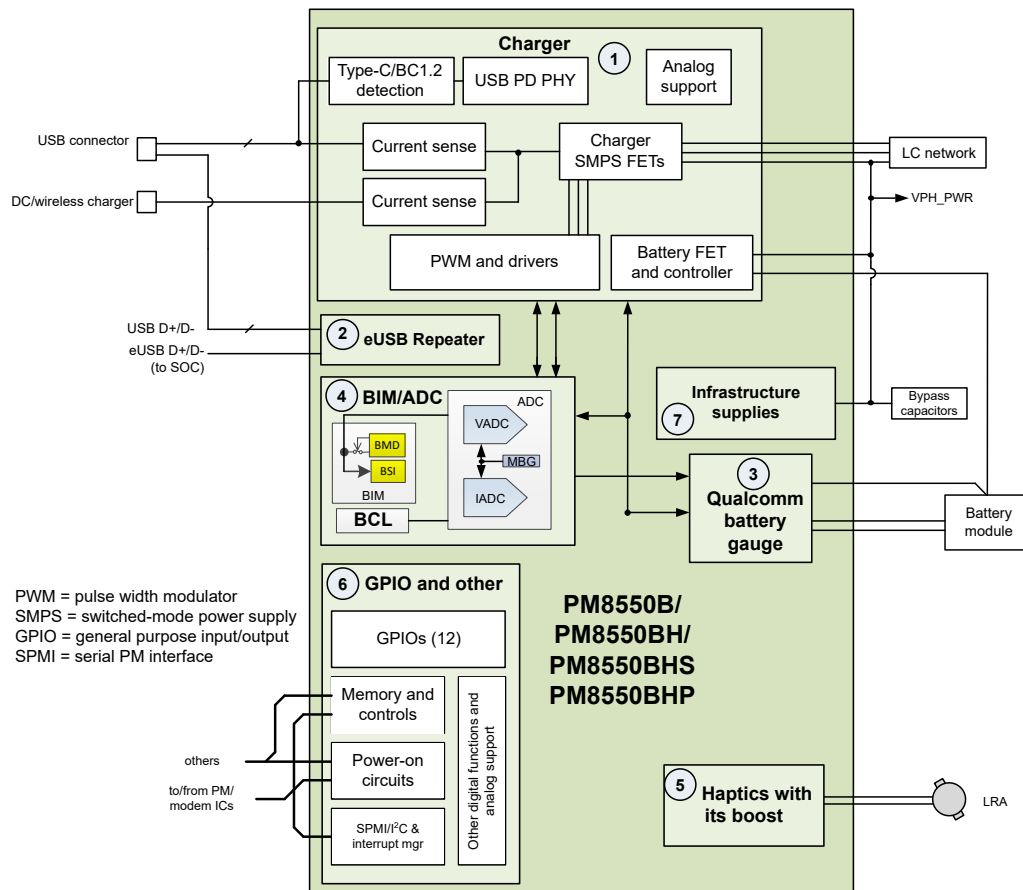 Charger
1
Type-C/BC1.2
detection
USB PD PHY
Analog
support
USB connector
Current sense
Charger
SMPS FETs
LC network
DC/wireless charger
Current sense
VPH_PWR
PWM and drivers
Battery FET
and controller
USB D+/D-
eUSB D+/D-
(to SOC)
2
eUSB Repeater
4
BIM/ADC
ADC
VADC
BMD
BSI
BIM
MBG
IADC
BCL
Infrastructure
supplies
7
Bypass
capacitors
3
Qualcomm
battery
gauge
Battery
module
PWM = pulse width modulator
SMPS = switched-mode power supply
GPIO = general purpose input/output
SPMI = serial PM interface
6
GPIO and other
GPIOs (12)
Memory and
controls
Power-on
circuits
SPMI/I²C &
interrupt mgr
Other digital functions and
analog support
others
to/from PM/
modem ICs
PM8550B/
PM8550BH/
PM8550BHS
PM8550BHP
5
Haptics with
its boost
LRA